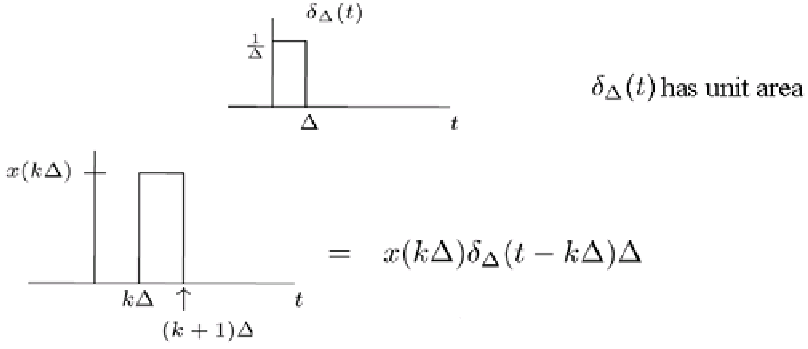 δ_Δ(t)
1/Δ
δ_Δ(t) has unit area
Δ
t
x(kΔ)
= x(kΔ)δ_Δ(t − kΔ)Δ
kΔ
t
(k + 1)Δ